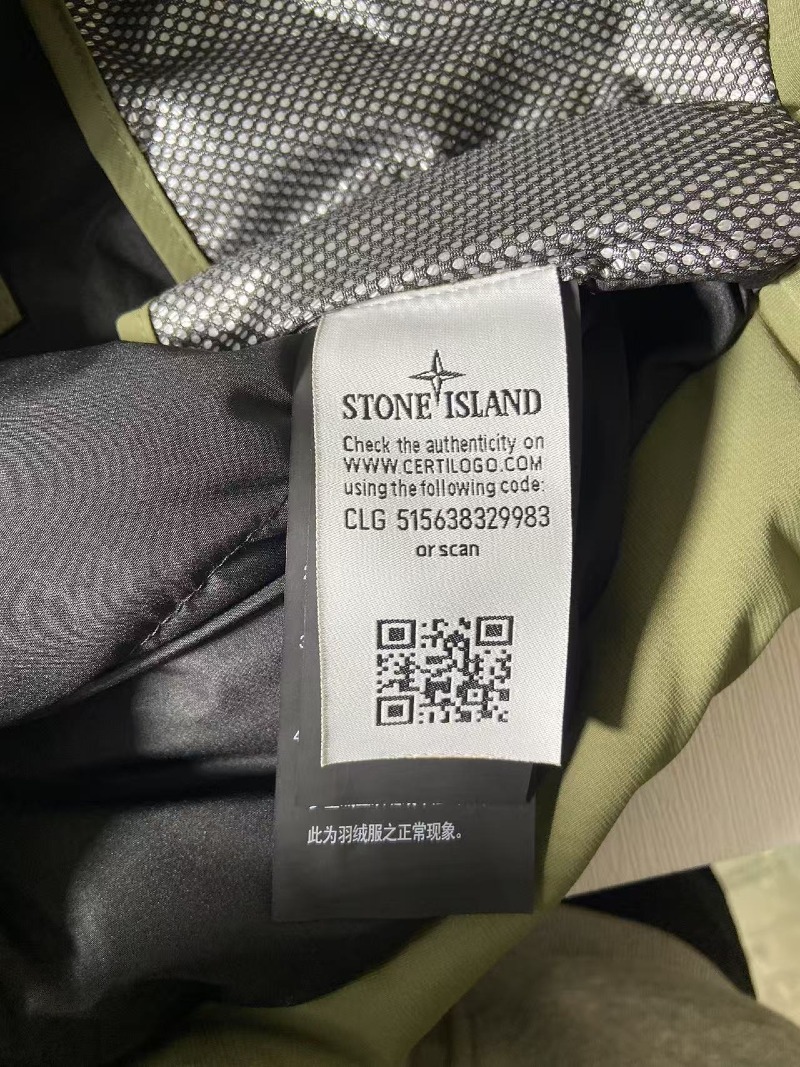 STONE ISLAND
Check the authenticity on
WWW.CERTILOGO.COM
using the following code:
CLG 515638329983
or scan
4
此为羽绒服之正常现象。